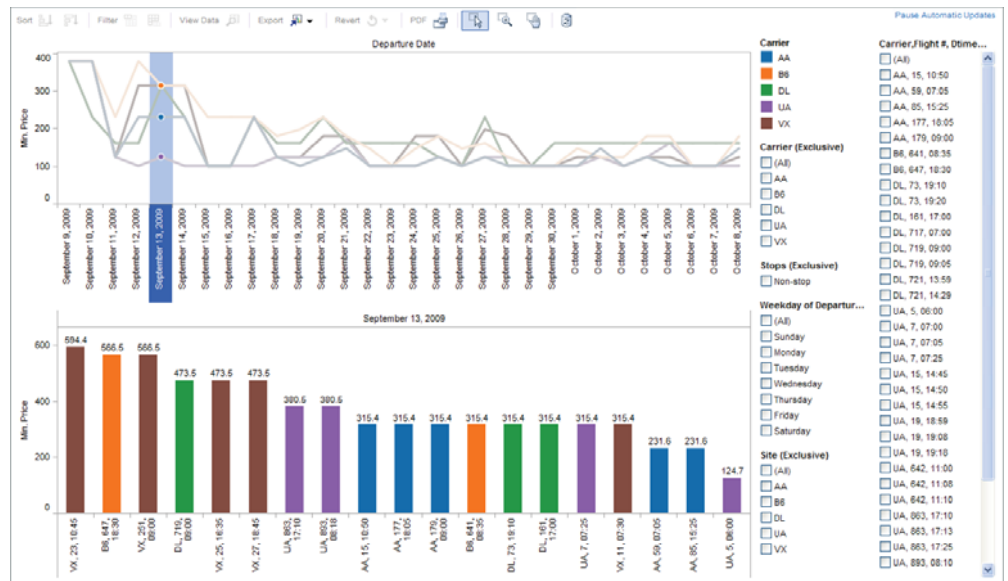 Sort Filter View Data Export Revert PDF
Pause Automatic Updates
Departure Date
Min. Price
400
300
200
100
0
September 9, 2009
September 10, 2009
September 11, 2009
September 12, 2009
September 13, 2009
September 14, 2009
September 15, 2009
September 16, 2009
September 17, 2009
September 18, 2009
September 19, 2009
September 20, 2009
September 21, 2009
September 22, 2009
September 23, 2009
September 24, 2009
September 25, 2009
September 26, 2009
September 27, 2009
September 28, 2009
September 29, 2009
September 30, 2009
October 1, 2009
October 2, 2009
October 3, 2009
October 4, 2009
October 5, 2009
October 6, 2009
October 7, 2009
October 8, 2009
September 13, 2009
Min. Price
600
400
200
0
594.4
566.5
566.5
473.5
473.5
473.5
380.5
380.5
315.4
315.4
315.4
315.4
315.4
315.4
315.4
315.4
231.6
231.6
124.7
VX, 23, 10:45
B6, 647, 18:30
VX, 251, 09:00
DL, 719, 09:00
VX, 25, 16:35
VX, 27, 18:45
UA, 863, 17:10
UA, 893, 08:18
AA, 15, 10:50
AA, 177, 18:05
AA, 179, 09:00
B6, 641, 08:35
DL, 73, 19:10
DL, 161, 17:00
UA, 7, 07:25
VX, 11, 07:30
AA, 59, 07:05
AA, 85, 15:25
UA, 5, 06:00
Carrier
AA
B6
DL
UA
VX
Carrier (Exclusive)
(All)
AA
B6
DL
UA
VX
Stops (Exclusive)
Non-stop
Weekday of Departur...
(All)
Sunday
Monday
Tuesday
Wednesday
Thursday
Friday
Saturday
Site (Exclusive)
(All)
AA
B6
DL
UA
VX
Carrier,Flight #, Dtime...
(All)
AA, 15, 10:50
AA, 59, 07:05
AA, 85, 15:25
AA, 177, 18:05
AA, 179, 09:00
B6, 641, 08:35
B6, 647, 18:30
DL, 73, 19:10
DL, 73, 19:20
DL, 161, 17:00
DL, 717, 07:00
DL, 719, 09:00
DL, 719, 09:05
DL, 721, 13:59
DL, 721, 14:29
UA, 5, 06:00
UA, 7, 07:00
UA, 7, 07:05
UA, 7, 07:25
UA, 15, 14:45
UA, 15, 14:50
UA, 15, 14:55
UA, 19, 18:59
UA, 19, 19:08
UA, 19, 19:18
UA, 642, 11:00
UA, 642, 11:08
UA, 642, 11:10
UA, 863, 17:10
UA, 863, 17:13
UA, 863, 17:25
UA, 893, 08:10